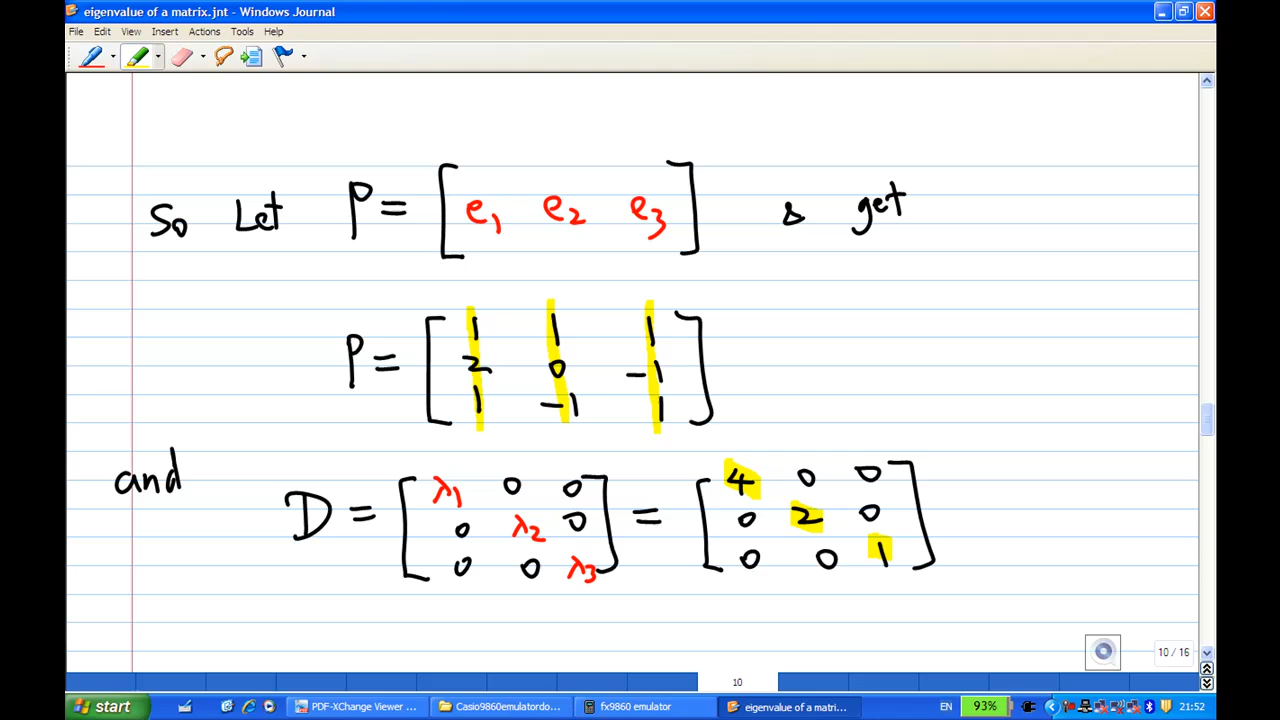 eigenvalue of a matrix.jnt - Windows Journal
File Edit View Insert Actions Tools Help
So Let P = [ e1 e2 e3 ] & get
P = [ 1 1 1
2 0 -1
1 -1 1 ]
and
D = [ λ1 0 0 = [ 4 0 0
0 λ2 0 0 2 0
0 0 λ3 ] 0 0 1 ]
10 / 16
10
start PDF-XChange Viewer ... Casio9860emulatordo... fx9860 emulator eigenvalue of a matri... EN 93% 21:52